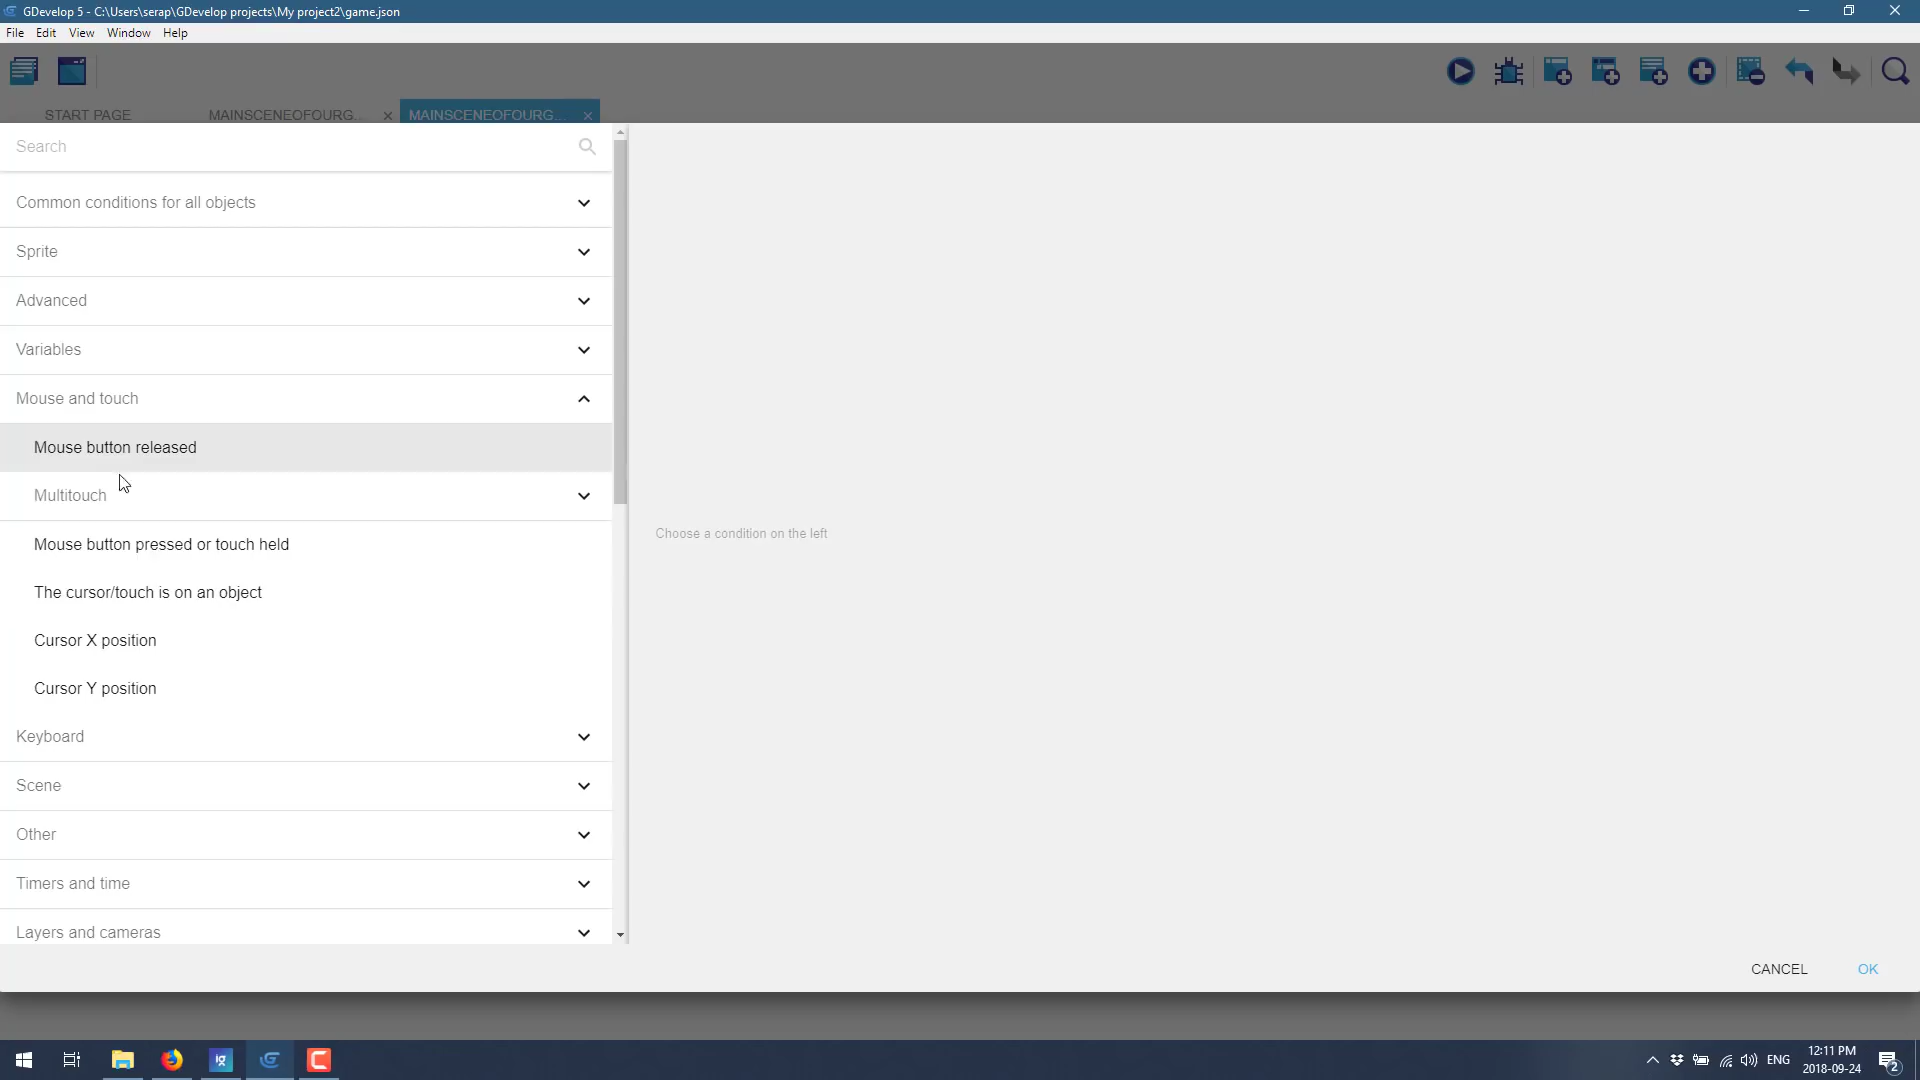 GDevelop 5 - C:\Users\serap\GDevelop projects\My project2\game.json
File Edit View Window Help
START PAGE MAINSCENEOFOURG... MAINSCENEOFOURG...
Search
Common conditions for all objects
Sprite
Advanced
Variables
Mouse and touch
Mouse button released
Multitouch
Mouse button pressed or touch held
The cursor/touch is on an object
Cursor X position
Cursor Y position
Keyboard
Scene
Other
Timers and time
Layers and cameras
Choose a condition on the left
CANCEL OK
ENG
12:11 PM
2018-09-24
2